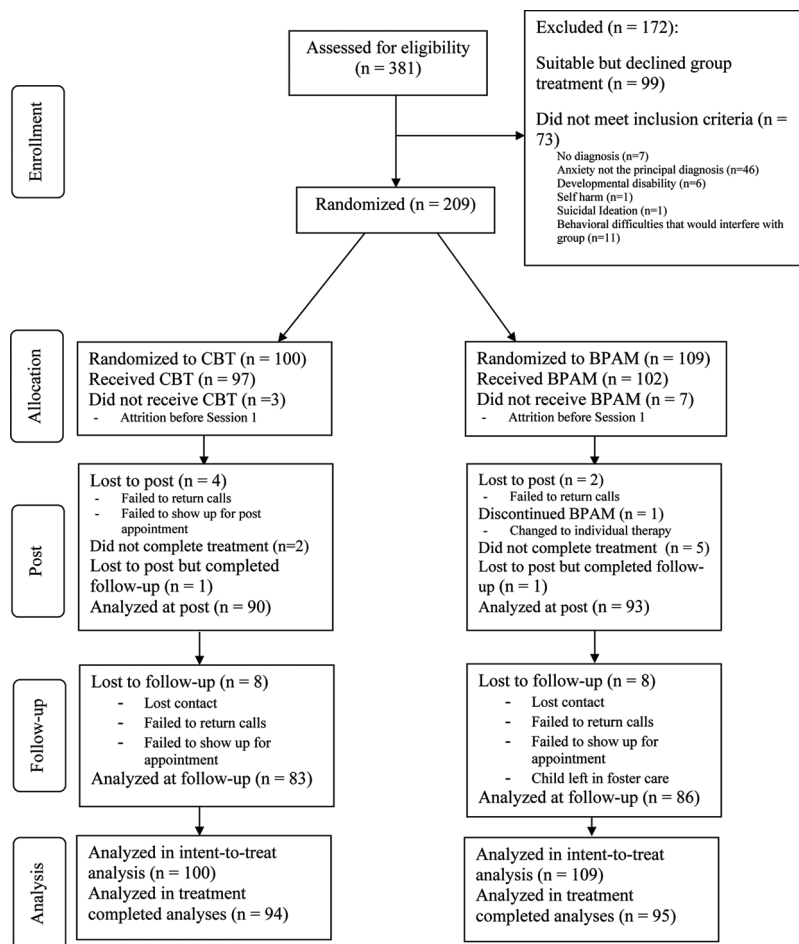 Enrollment
Assessed for eligibility
(n = 381)
Excluded (n = 172):
Suitable but declined group
treatment (n = 99)
Did not meet inclusion criteria (n =
73)
No diagnosis (n=7)
Anxiety not the principal diagnosis (n=46)
Developmental disability (n=6)
Self harm (n=1)
Suicidal Ideation (n=1)
Behavioral difficulties that would interfere with
group (n=11)
Randomized (n = 209)
Allocation
Randomized to CBT (n = 100)
Received CBT (n = 97)
Did not receive CBT (n =3)
- Attrition before Session 1
Randomized to BPAM (n = 109)
Received BPAM (n = 102)
Did not receive BPAM (n = 7)
- Attrition before Session 1
Post
Lost to post (n = 4)
- Failed to return calls
- Failed to show up for post
appointment
Did not complete treatment (n=2)
Lost to post but completed
follow-up (n = 1)
Analyzed at post (n = 90)
Lost to post (n = 2)
- Failed to return calls
Discontinued BPAM (n = 1)
- Changed to individual therapy
Did not complete treatment (n = 5)
Lost to post but completed follow-
up (n = 1)
Analyzed at post (n = 93)
Follow-up
Lost to follow-up (n = 8)
- Lost contact
- Failed to return calls
- Failed to show up for
appointment
Analyzed at follow-up (n = 83)
Lost to follow-up (n = 8)
- Lost contact
- Failed to return calls
- Failed to show up for
appointment
- Child left in foster care
Analyzed at follow-up (n = 86)
Analysis
Analyzed in intent-to-treat
analysis (n = 100)
Analyzed in treatment
completed analyses (n = 94)
Analyzed in intent-to-treat
analysis (n = 109)
Analyzed in treatment
completed analyses (n = 95)